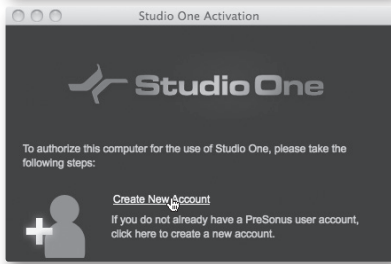 Studio One Activation
Studio One
To authorize this computer for the use of Studio One, please take the
following steps:
Create New Account
If you do not already have a PreSonus user account,
click here to create a new account.